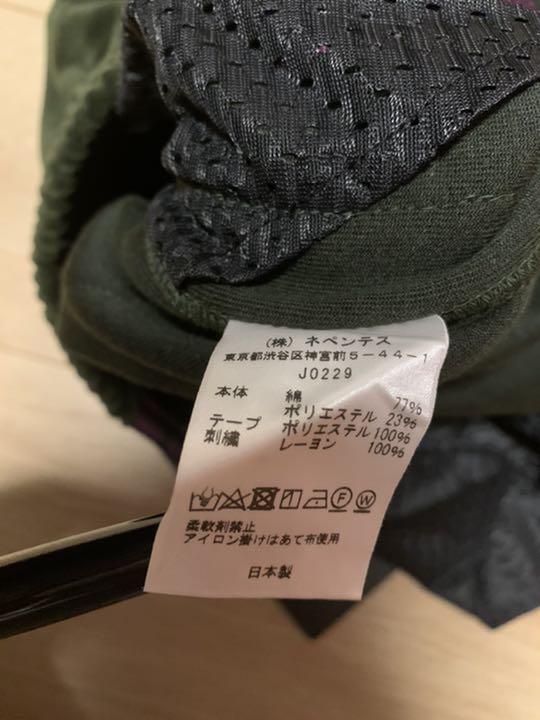 (株) ネペンテス
東京都渋谷区神宮前5-44-1
J0229
本体 綿 77%
ポリエステル 23%
テープ ポリエステル 100%
刺繍 レーヨン 100%
柔軟剤禁止
アイロン掛けはあて布使用
日本製